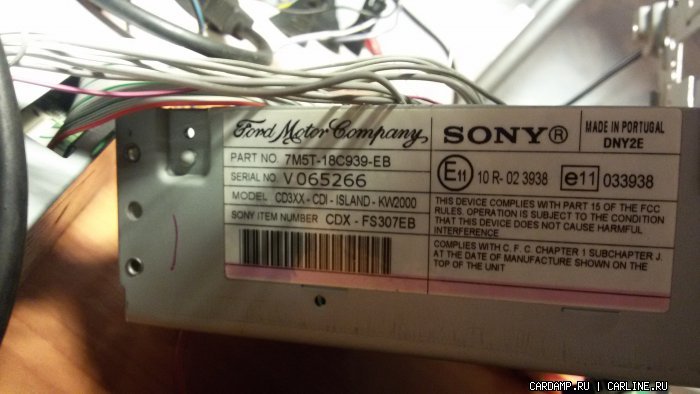 Ford Motor Company
PART NO. 7M5T-18C939-EB
SERIAL NO. V 065266
MODEL CD3XX - CDI - ISLAND - KW2000
SONY ITEM NUMBER CDX - FS307EB
SONY®
MADE IN PORTUGAL
DNY2E
E11 10 R- 02 3938
e11 033938
THIS DEVICE COMPLIES WITH PART 15 OF THE FCC
RULES. OPERATION IS SUBJECT TO THE CONDITION
THAT THIS DEVICE DOES NOT CAUSE HARMFUL
INTERFERENCE
COMPLIES WITH C. F. C. CHAPTER 1 SUBCHAPTER J.
AT THE DATE OF MANUFACTURE SHOWN ON THE
TOP OF THE UNIT
CARDAMP.RU | CARLINE.RU